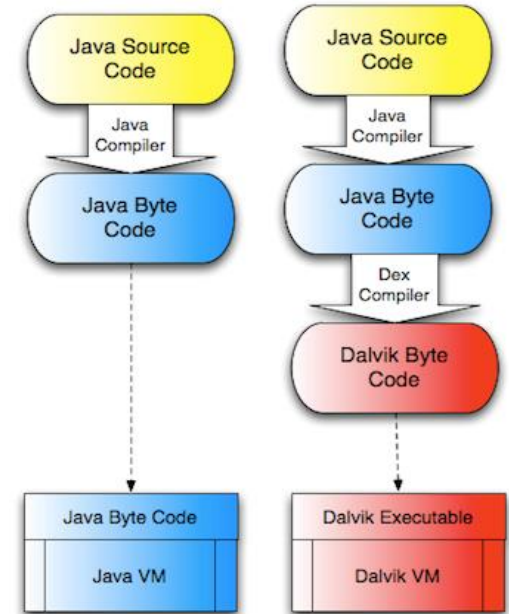 Java Source
Code
Java
Compiler
Java Byte
Code
Java Byte Code
Java VM
Java Source
Code
Java
Compiler
Java Byte
Code
Dex
Compiler
Dalvik Byte
Code
Dalvik Executable
Dalvik VM